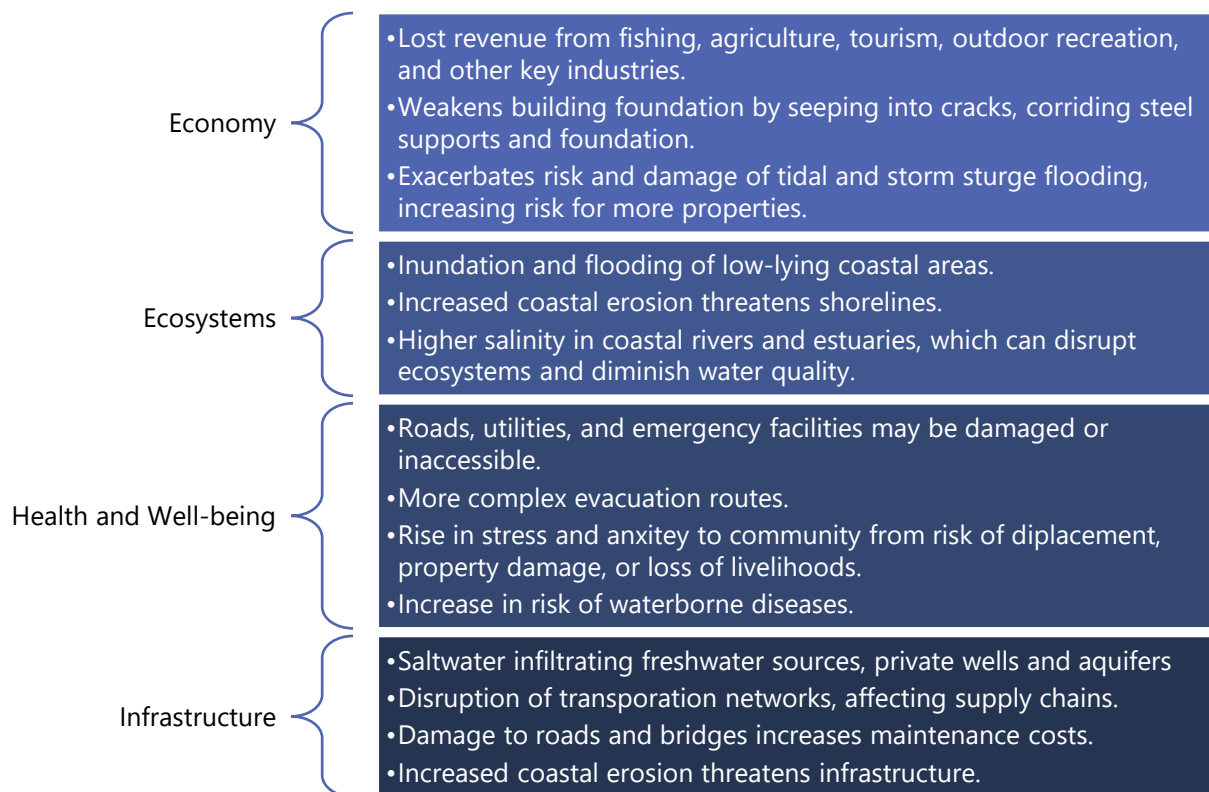 Economy
•Lost revenue from fishing, agriculture, tourism, outdoor recreation,
and other key industries.
•Weakens building foundation by seeping into cracks, corriding steel
supports and foundation.
•Exacerbates risk and damage of tidal and storm sturge flooding,
increasing risk for more properties.
Ecosystems
•Inundation and flooding of low-lying coastal areas.
•Increased coastal erosion threatens shorelines.
•Higher salinity in coastal rivers and estuaries, which can disrupt
ecosystems and diminish water quality.
Health and Well-being
•Roads, utilities, and emergency facilities may be damaged or
inaccessible.
•More complex evacuation routes.
•Rise in stress and anxitey to community from risk of diplacement,
property damage, or loss of livelihoods.
•Increase in risk of waterborne diseases.
Infrastructure
•Saltwater infiltrating freshwater sources, private wells and aquifers
•Disruption of transporation networks, affecting supply chains.
•Damage to roads and bridges increases maintenance costs.
•Increased coastal erosion threatens infrastructure.